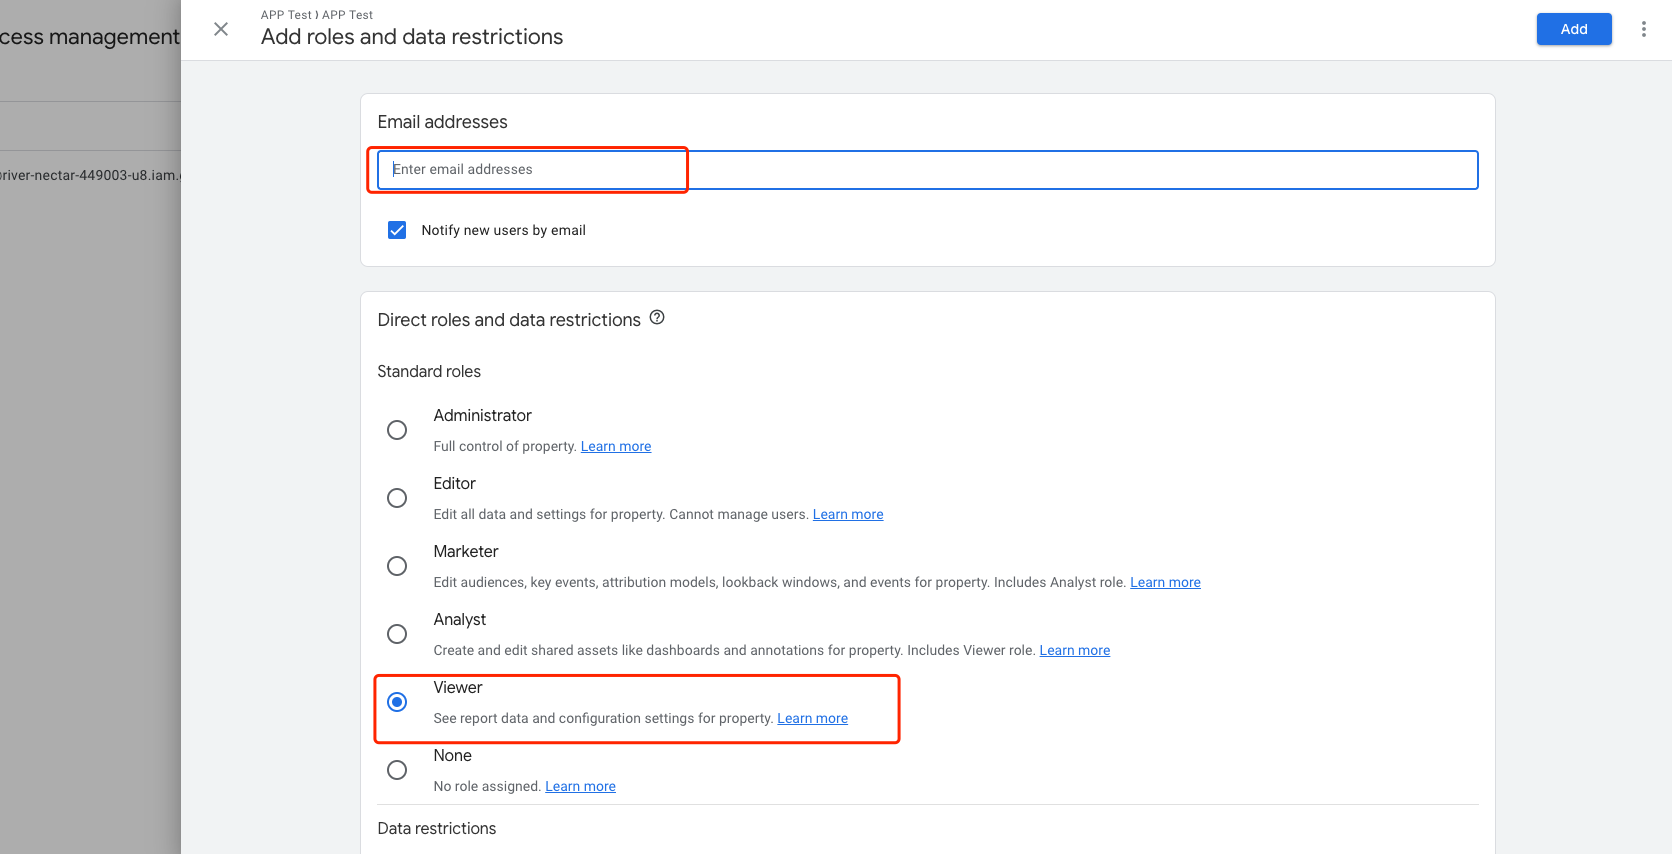 APP Test › APP Test
cess management
Add roles and data restrictions
Add
Email addresses
Enter email addresses
river-nectar-449003-u8.iam.
Notify new users by email
Direct roles and data restrictions
Standard roles
Administrator
Full control of property. Learn more
Editor
Edit all data and settings for property. Cannot manage users. Learn more
Marketer
Edit audiences, key events, attribution models, lookback windows, and events for property. Includes Analyst role. Learn more
Analyst
Create and edit shared assets like dashboards and annotations for property. Includes Viewer role. Learn more
Viewer
See report data and configuration settings for property. Learn more
None
No role assigned. Learn more
Data restrictions